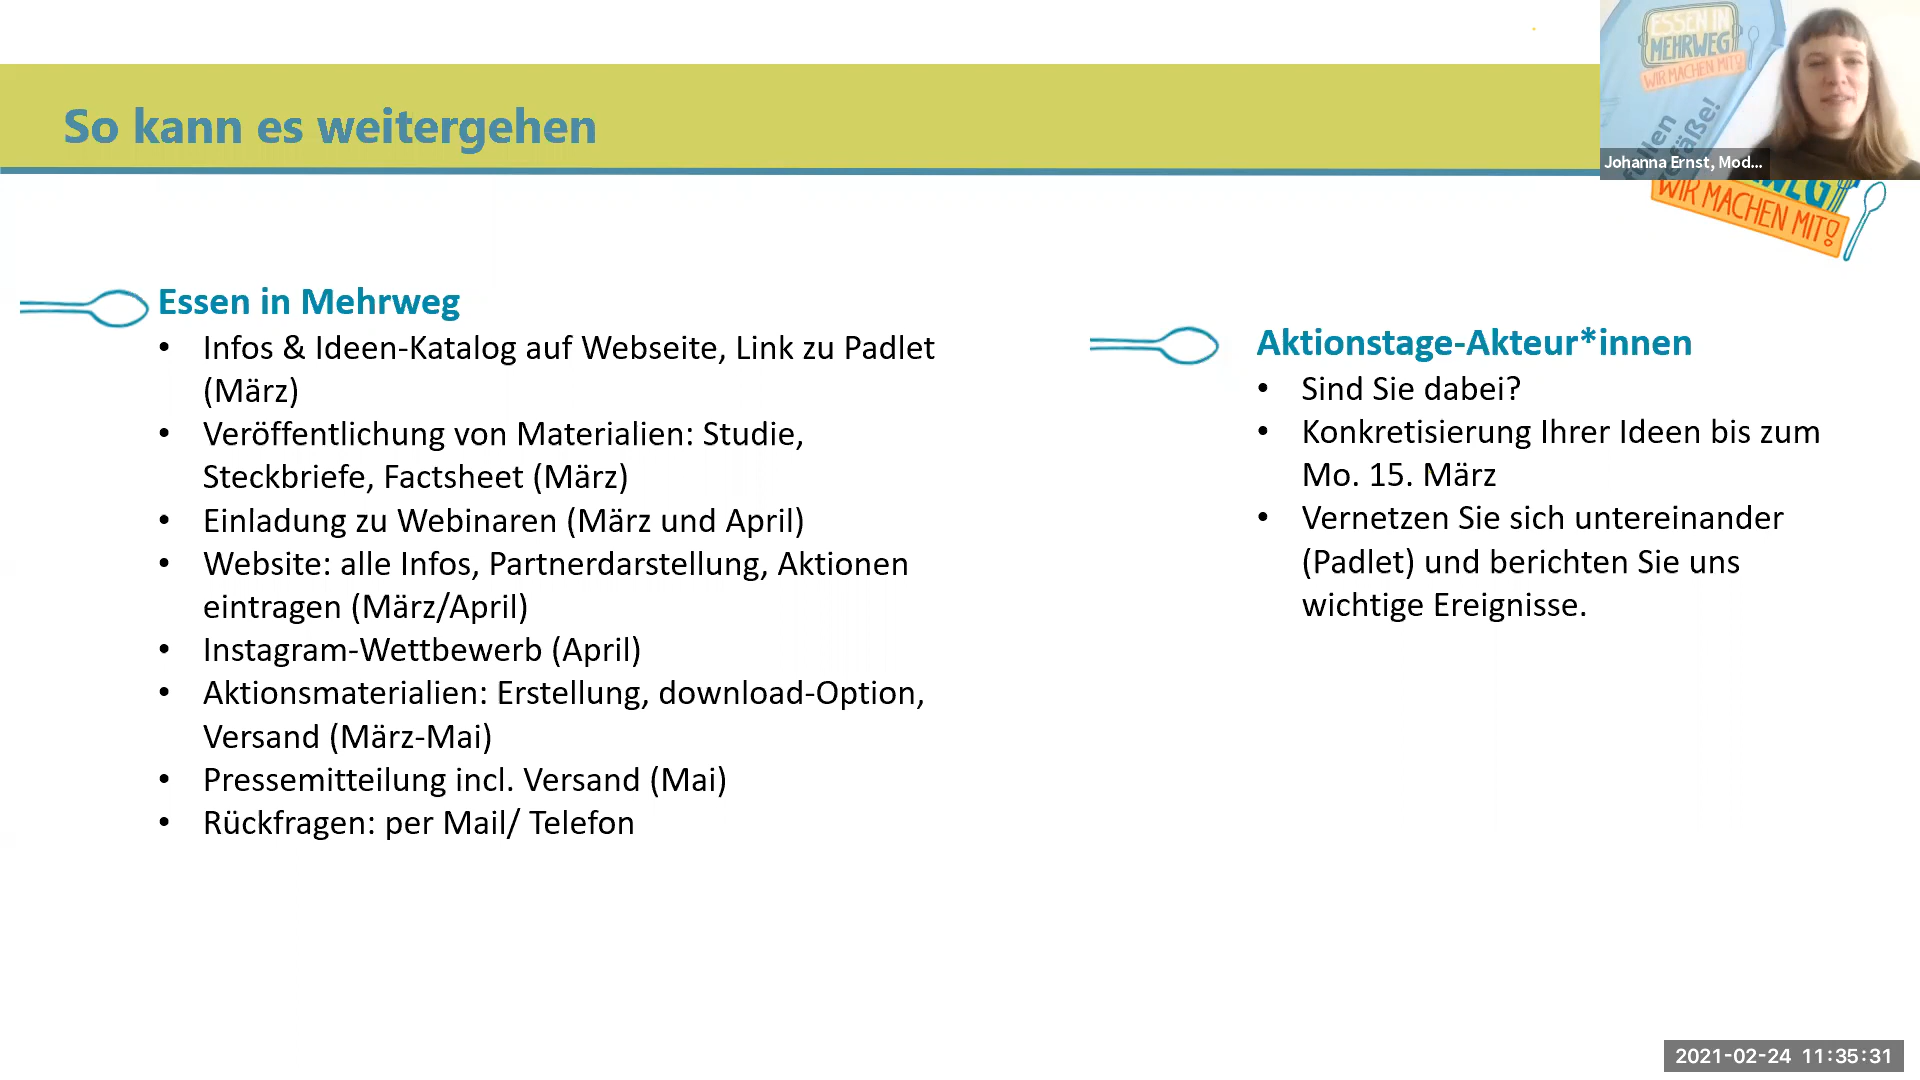 So kann es weitergehen
ESSEN IN
MEHRWEG
WIR MACHEN MIT!
Johanna Ernst, Mod...
WIR MACHEN MIT!
Essen in Mehrweg
• Infos & Ideen-Katalog auf Webseite, Link zu Padlet
(März)
• Veröffentlichung von Materialien: Studie,
Steckbriefe, Factsheet (März)
• Einladung zu Webinaren (März und April)
• Website: alle Infos, Partnerdarstellung, Aktionen
eintragen (März/April)
• Instagram-Wettbewerb (April)
• Aktionsmaterialien: Erstellung, download-Option,
Versand (März-Mai)
• Pressemitteilung incl. Versand (Mai)
• Rückfragen: per Mail/ Telefon
Aktionstage-Akteur*innen
• Sind Sie dabei?
• Konkretisierung Ihrer Ideen bis zum
Mo. 15. März
• Vernetzen Sie sich untereinander
(Padlet) und berichten Sie uns
wichtige Ereignisse.
2021-02-24 11:35:31